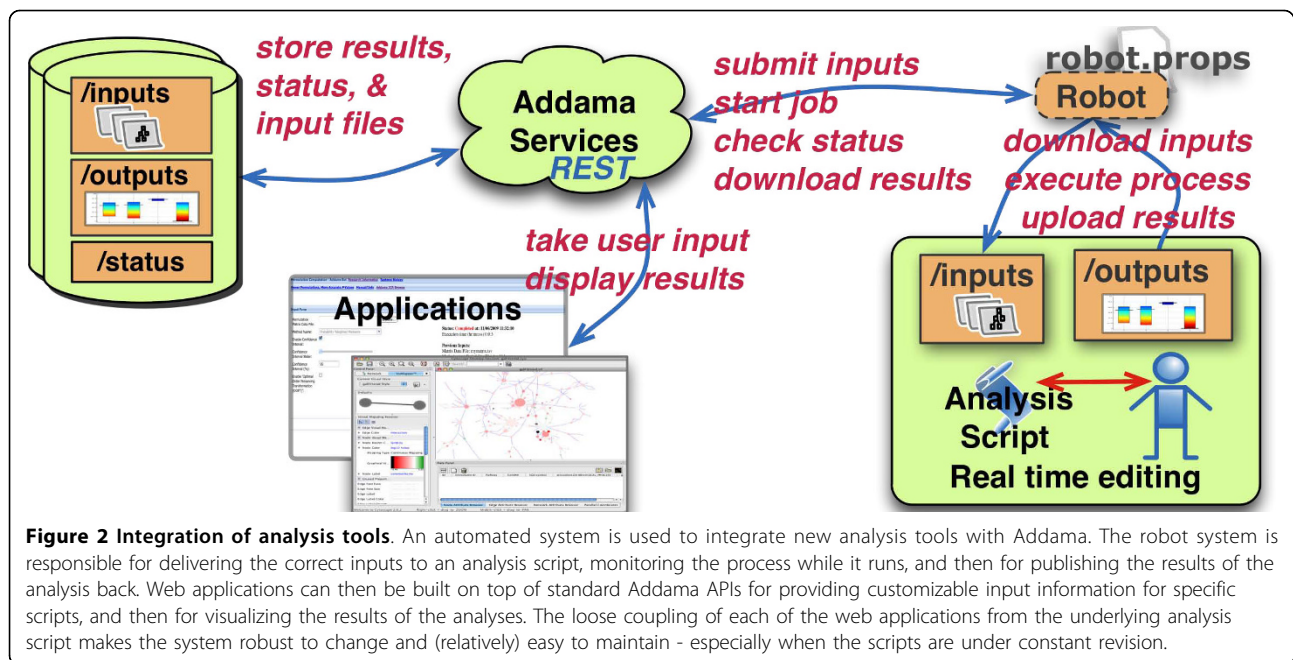 store results,
status, &
input files
/inputs
/outputs
/status
Addama
Services
REST
submit inputs
start job
check status
download results
robot.props
Robot
download inputs
execute process
upload results
take user input
display results
Applications
/inputs
/outputs
Analysis
Script
Real time editing
Figure 2 Integration of analysis tools. An automated system is used to integrate new analysis tools with Addama. The robot system is
responsible for delivering the correct inputs to an analysis script, monitoring the process while it runs, and then for publishing the results of the
analysis back. Web applications can then be built on top of standard Addama APIs for providing customizable input information for specific
scripts, and then for visualizing the results of the analyses. The loose coupling of each of the web applications from the underlying analysis
script makes the system robust to change and (relatively) easy to maintain - especially when the scripts are under constant revision.